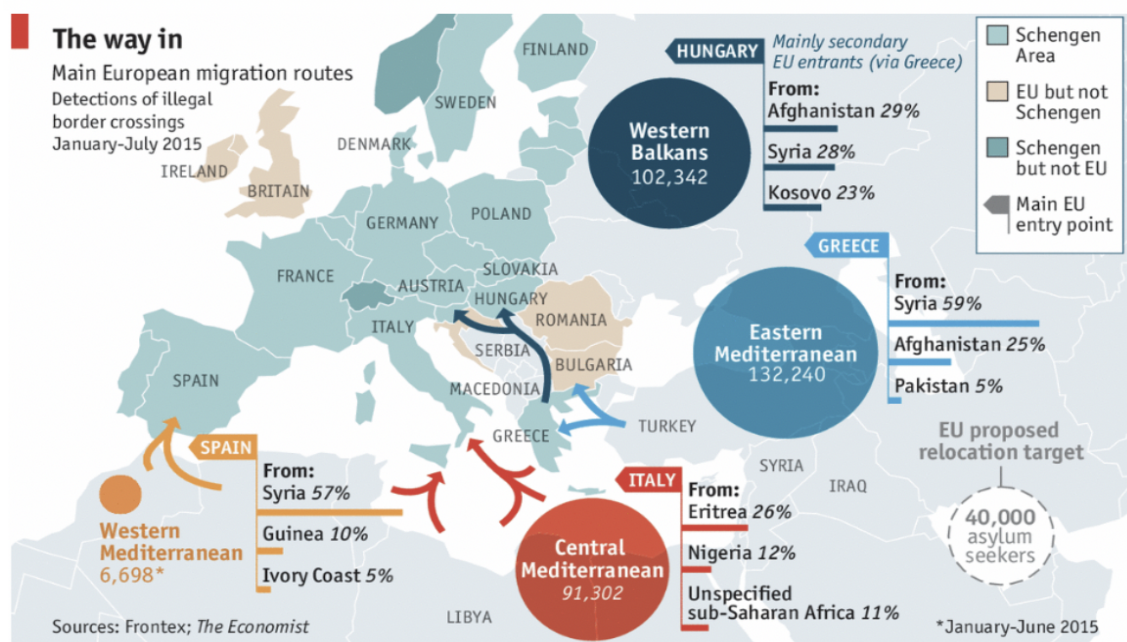 The way in
Main European migration routes
Detections of illegal
border crossings
January-July 2015
HUNGARY
Mainly secondary
EU entrants (via Greece)
From:
Afghanistan 29%
Syria 28%
Kosovo 23%
Western
Balkans
102,342
Schengen
Area
EU but not
Schengen
Schengen
but not EU
Main EU
entry point
FINLAND
SWEDEN
DENMARK
IRELAND
BRITAIN
GERMANY
POLAND
FRANCE
SLOVAKIA
AUSTRIA
HUNGARY
ITALY
ROMANIA
SERBIA
BULGARIA
SPAIN
MACEDONIA
GREECE
TURKEY
SYRIA
IRAQ
LIBYA
GREECE
From:
Syria 59%
Afghanistan 25%
Pakistan 5%
Eastern
Mediterranean
132,240
SPAIN
From:
Syria 57%
Guinea 10%
Ivory Coast 5%
Western
Mediterranean
6,698*
ITALY
From:
Eritrea 26%
Nigeria 12%
Unspecified
sub-Saharan Africa 11%
Central
Mediterranean
91,302
EU proposed
relocation target
40,000
asylum
seekers
Sources: Frontex; The Economist
*January-June 2015